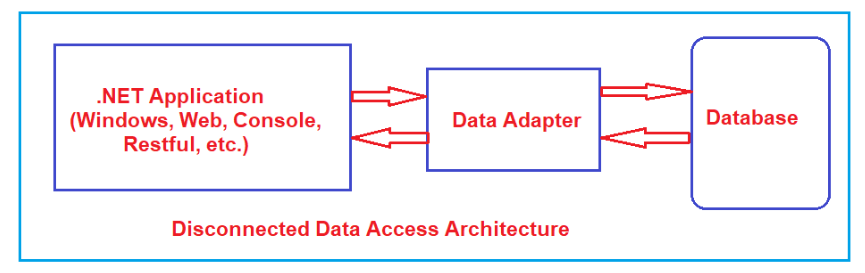 .NET Application
(Windows, Web, Console,
Restful, etc.)
Data Adapter
Database
Disconnected Data Access Architecture